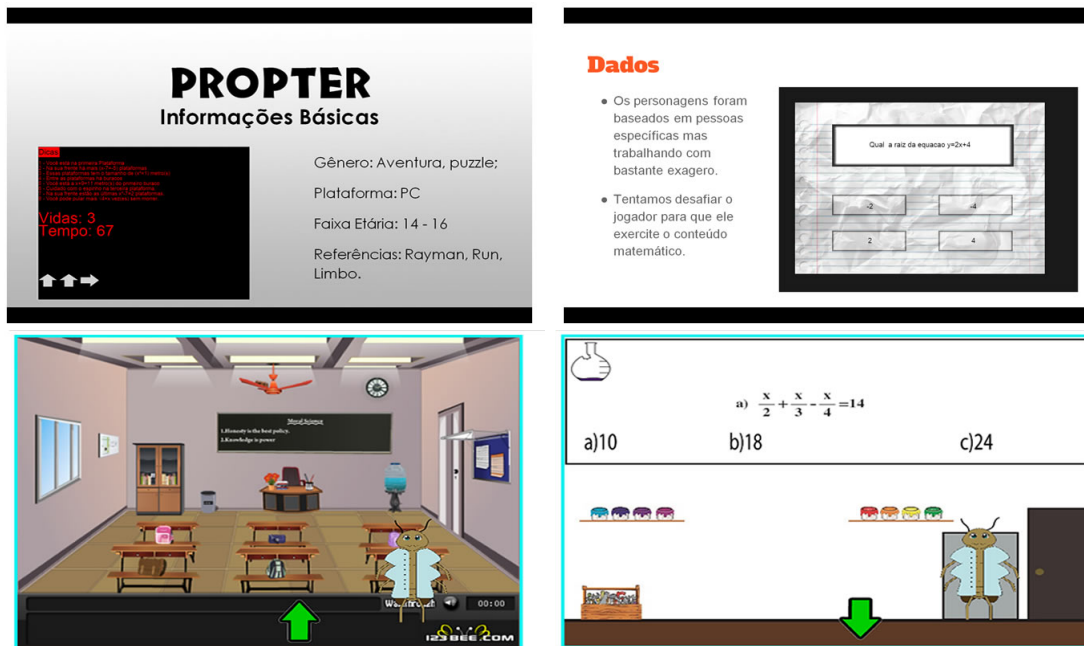 PROPTER
Informações Básicas
Dicas
Vidas: 3
Tempo: 67
Gênero: Aventura, puzzle;
Plataforma: PC
Faixa Etária: 14 - 16
Referências: Rayman, Run,
Limbo.
Dados
Os personagens foram
baseados em pessoas
específicas mas
trabalhando com
bastante exagero.
Tentamos desafiar o
jogador para que ele
exercite o conteúdo
matemático.
Qual a raiz da equacao y=2x+4
-2
-4
2
4
Moral Science
1.Honesty is the best policy.
2.Knowledge is power
00:00
123BEE.COM
a) x/2 + x/3 - x/4 =14
a)10
b)18
c)24